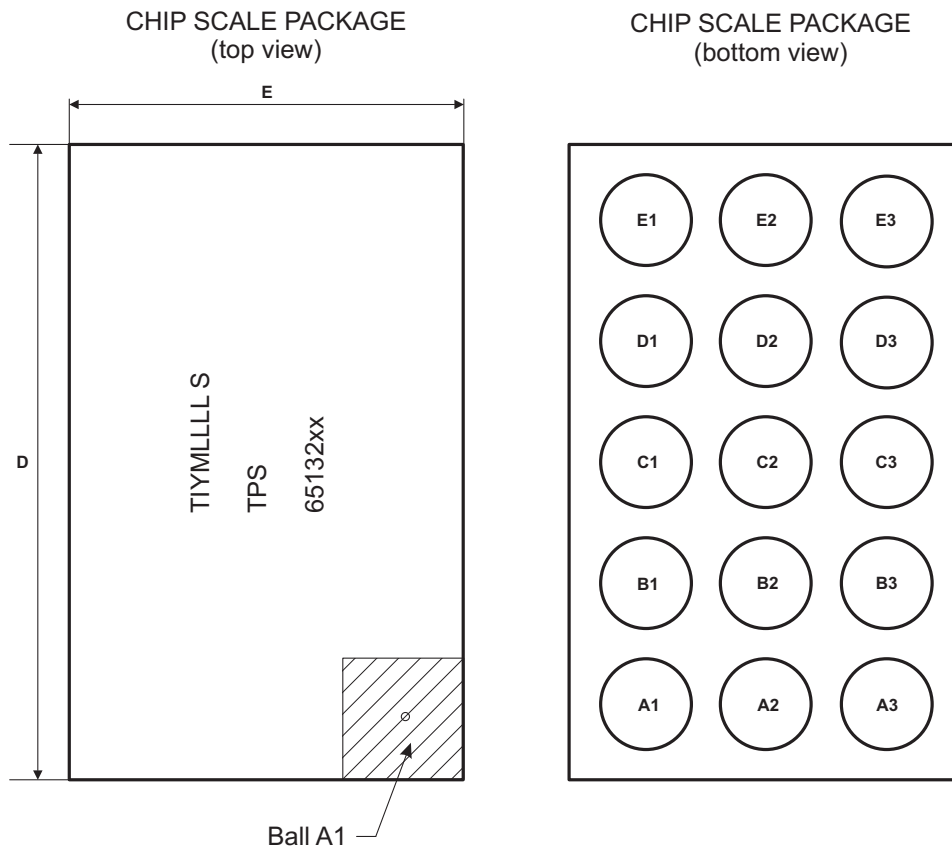 CHIP SCALE PACKAGE
(top view)
E
D
TIYMLLLL S
TPS
65132xx
Ball A1
CHIP SCALE PACKAGE
(bottom view)
E1 E2 E3
D1 D2 D3
C1 C2 C3
B1 B2 B3
A1 A2 A3